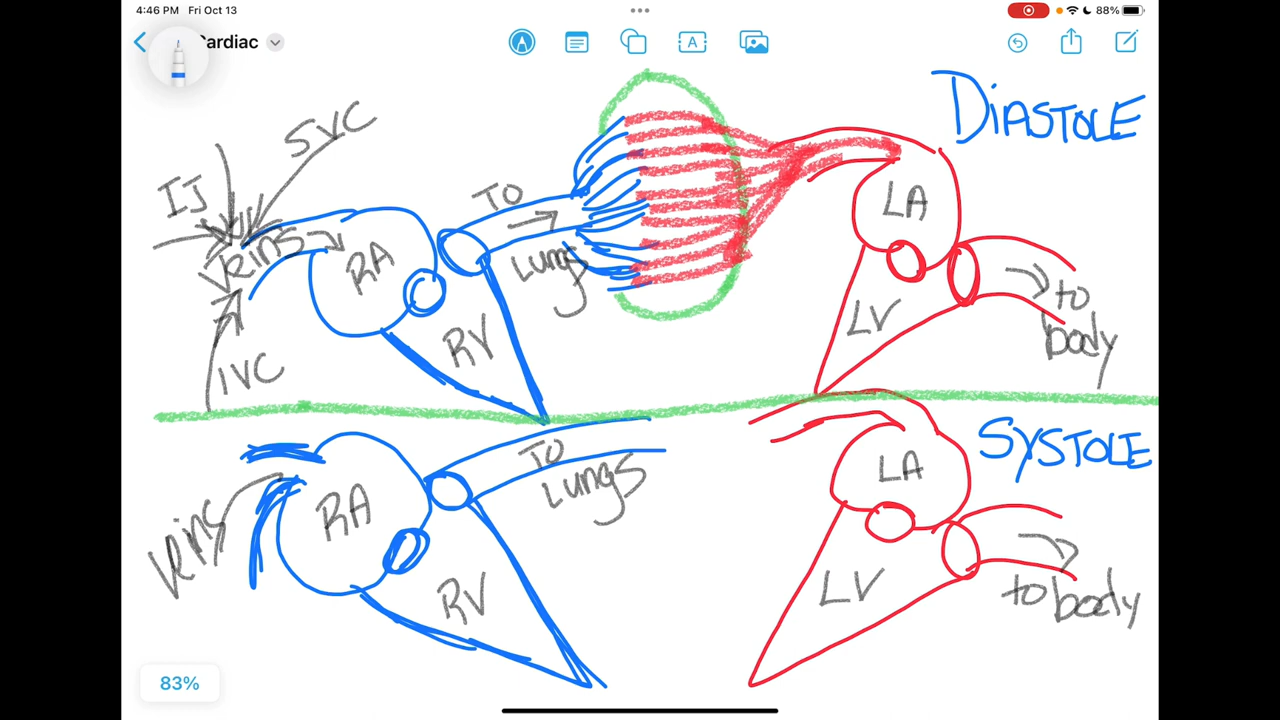 4:46 PM Fri Oct 13
88%
Cardiac
A
DIASTOLE
SVC
IJ
VEINS
RA
TO
Lungs
RV
IVC
LA
LV
to
body
SYSTOLE
Veins
RA
TO
Lungs
RV
LA
LV
to body
83%